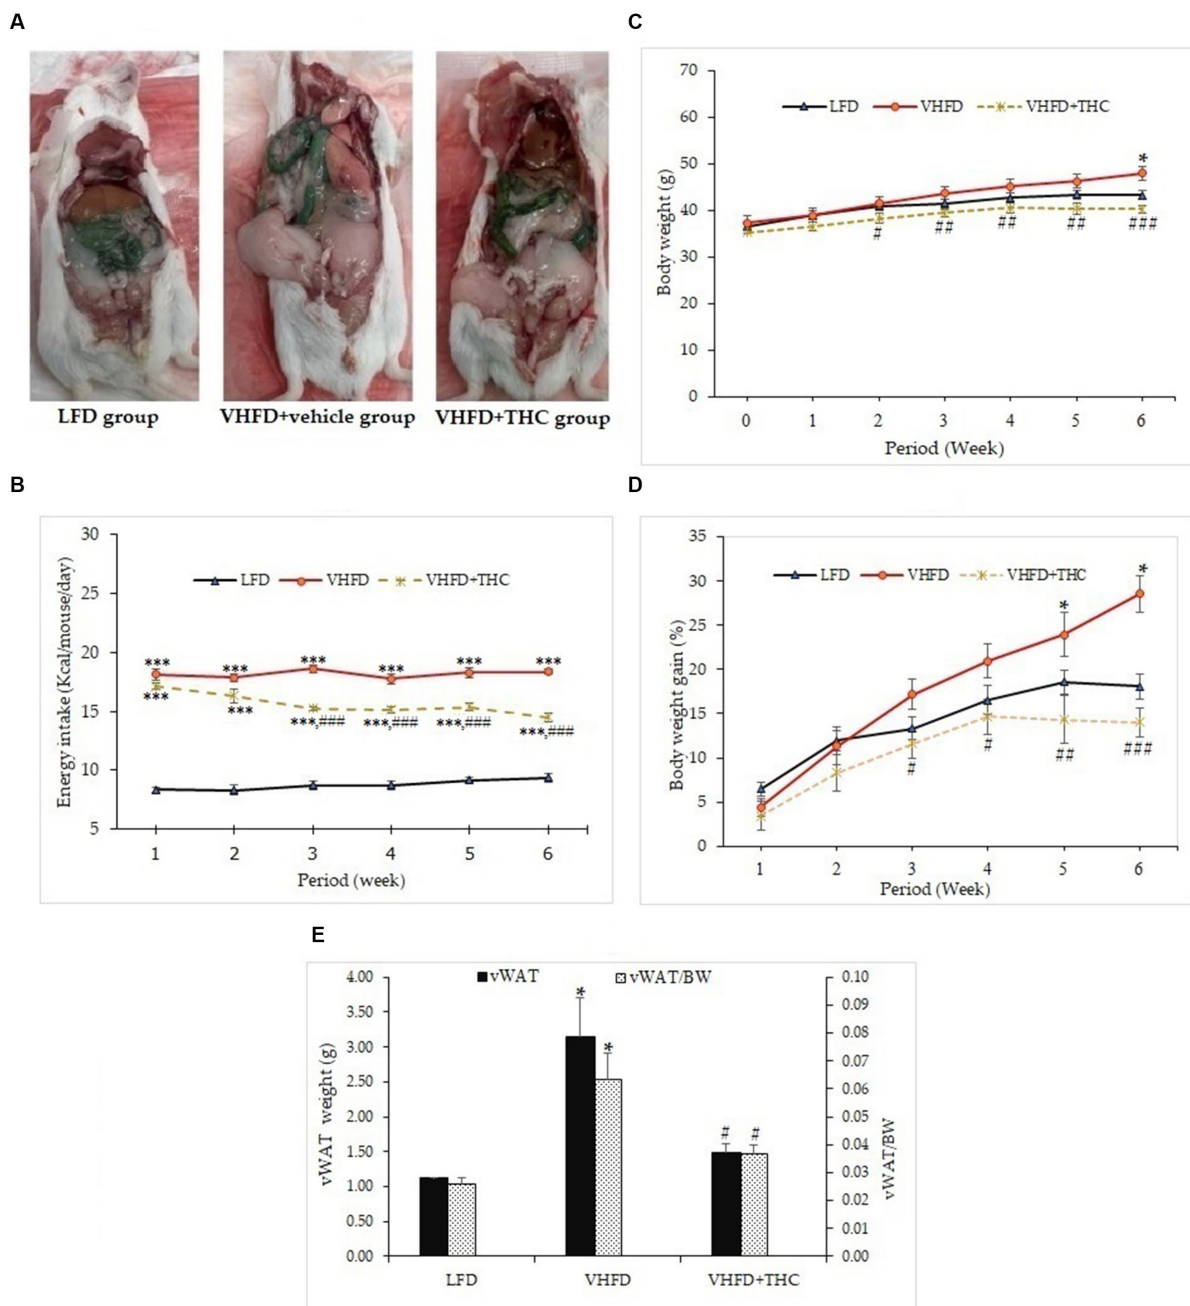 A
LFD group
VHFD+vehicle group
VHFD+THC group
C
70
60
50
40
30
20
10
0
Body weight (g)
LFD
VHFD
VHFD+THC
*
#
##
##
##
###
0 1 2 3 4 5 6
Period (Week)
B
30
25
20
15
10
5
Energy intake (Kcal/mouse/day)
LFD
VHFD
VHFD+THC
*** *** *** *** *** ***
*** *** ***,### ***,### ***,### ***,###
1 2 3 4 5 6
Period (week)
D
35
30
25
20
15
10
5
0
Body weight gain (%)
LFD
VHFD
VHFD+THC
* *
# # ## ###
1 2 3 4 5 6
Period (Week)
E
vWAT
vWAT/BW
4.00
3.50
3.00
2.50
2.00
1.50
1.00
0.50
0.00
vWAT weight (g)
* *
# #
0.10
0.09
0.08
0.07
0.06
0.05
0.04
0.03
0.02
0.01
0.00
vWAT/BW
LFD VHFD VHFD+THC